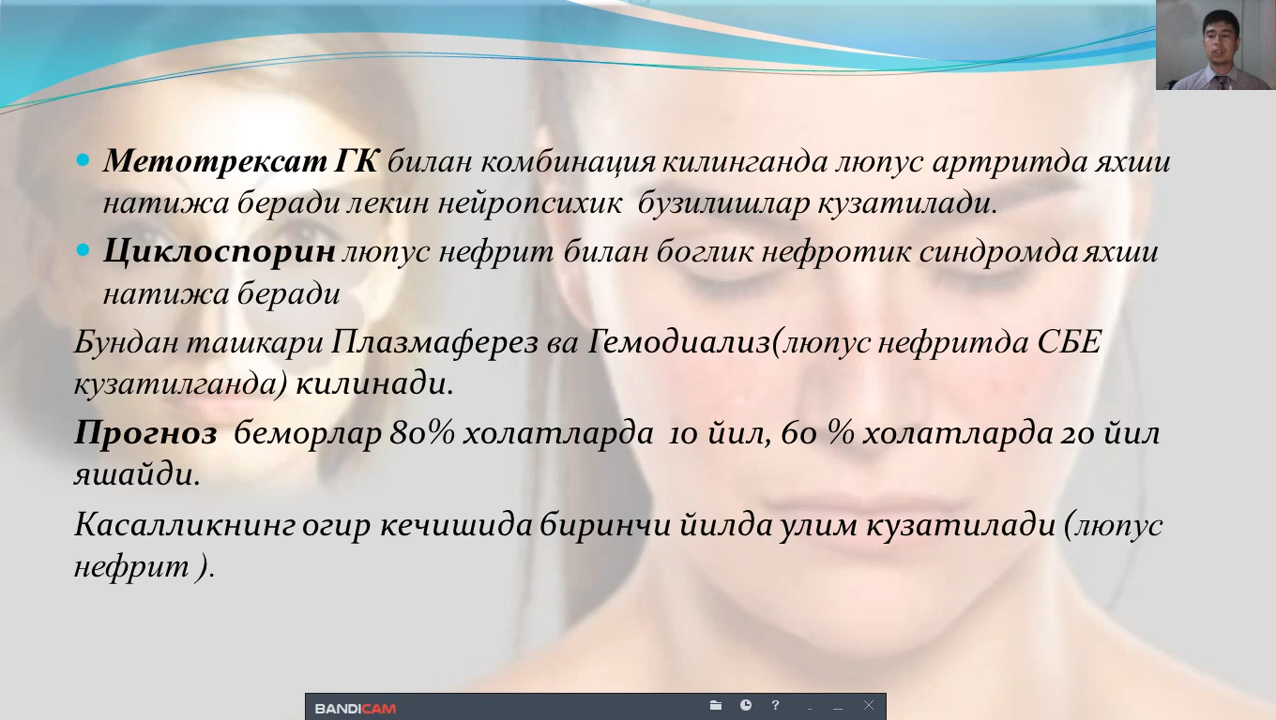 Метотрексат ГК билан комбинация килинганда люпус артритда яхши
натижа беради лекин нейропсихик бузилишлар кузатилади.
Циклоспорин люпус нефрит билан боглик нефротик синдромда яхши
натижа беради
Бундан ташкари Плазмаферез ва Гемодиализ(люпус нефритда СБЕ
кузатилганда) килинади.
Прогноз беморлар 80% холатларда 10 йил, 60 % холатларда 20 йил
яшайди.
Касалликнинг огир кечишида биринчи йилда улим кузатилади (люпус
нефрит ).
BANDICAM